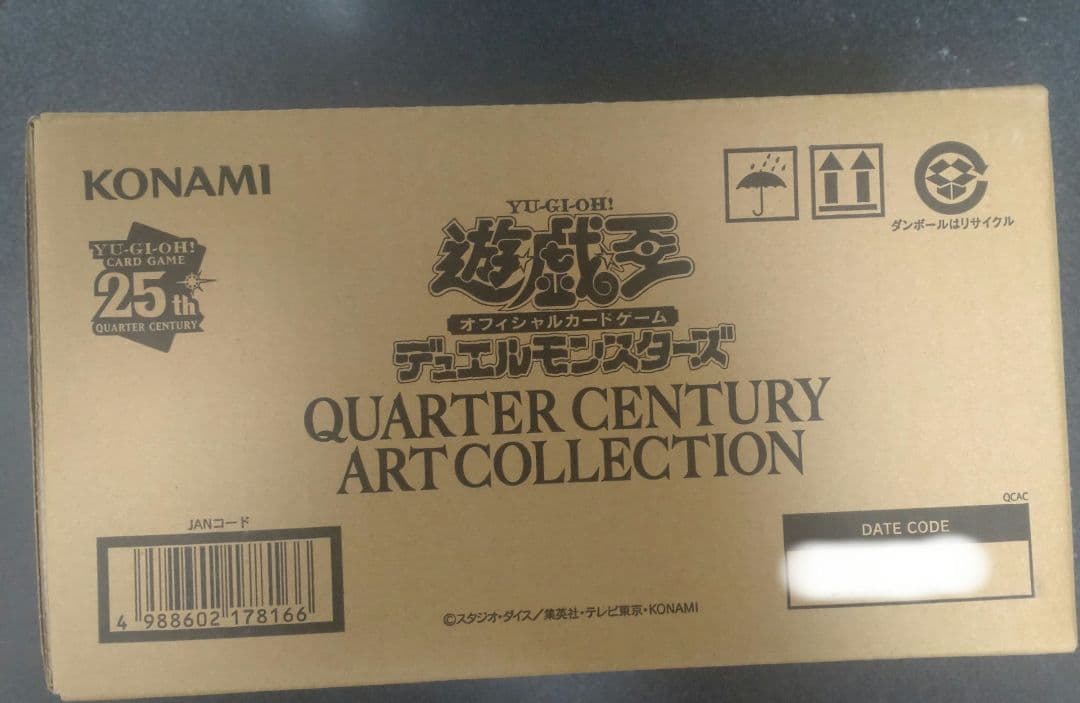 KONAMI
YU-GI-OH!
CARD GAME
25th
QUARTER CENTURY
YU-GI-OH!
遊戯王
オフィシャルカードゲーム
デュエルモンスターズ
QUARTER CENTURY
ART COLLECTION
ダンボールはリサイクル
JANコード
4 988602 178166
©スタジオ・ダイス/集英社・テレビ東京・KONAMI
QCAC
DATE CODE